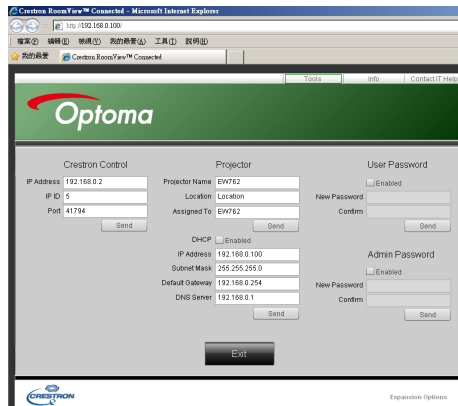 Crestron RoomView™ Connected - Microsoft Internet Explorer
http://192.168.0.100/
檔案(F) 編輯(E) 檢視(V) 我的最愛(A) 工具(T) 說明(H)
我的最愛 Crestron RoomView™ Connected
Tools Info Contact IT Help
Optoma
Crestron Control
IP Address 192.168.0.2
IP ID 5
Port 41794
Send
Projector
Projector Name EW762
Location Location
Assigned To EW762
Send
DHCP Enabled
IP Address 192.168.0.100
Subnet Mask 255.255.255.0
Default Gateway 192.168.0.254
DNS Server 192.168.0.1
Send
User Password
Enabled
New Password
Confirm
Send
Admin Password
Enabled
New Password
Confirm
Send
Exit
CRESTRON
Expansion Options